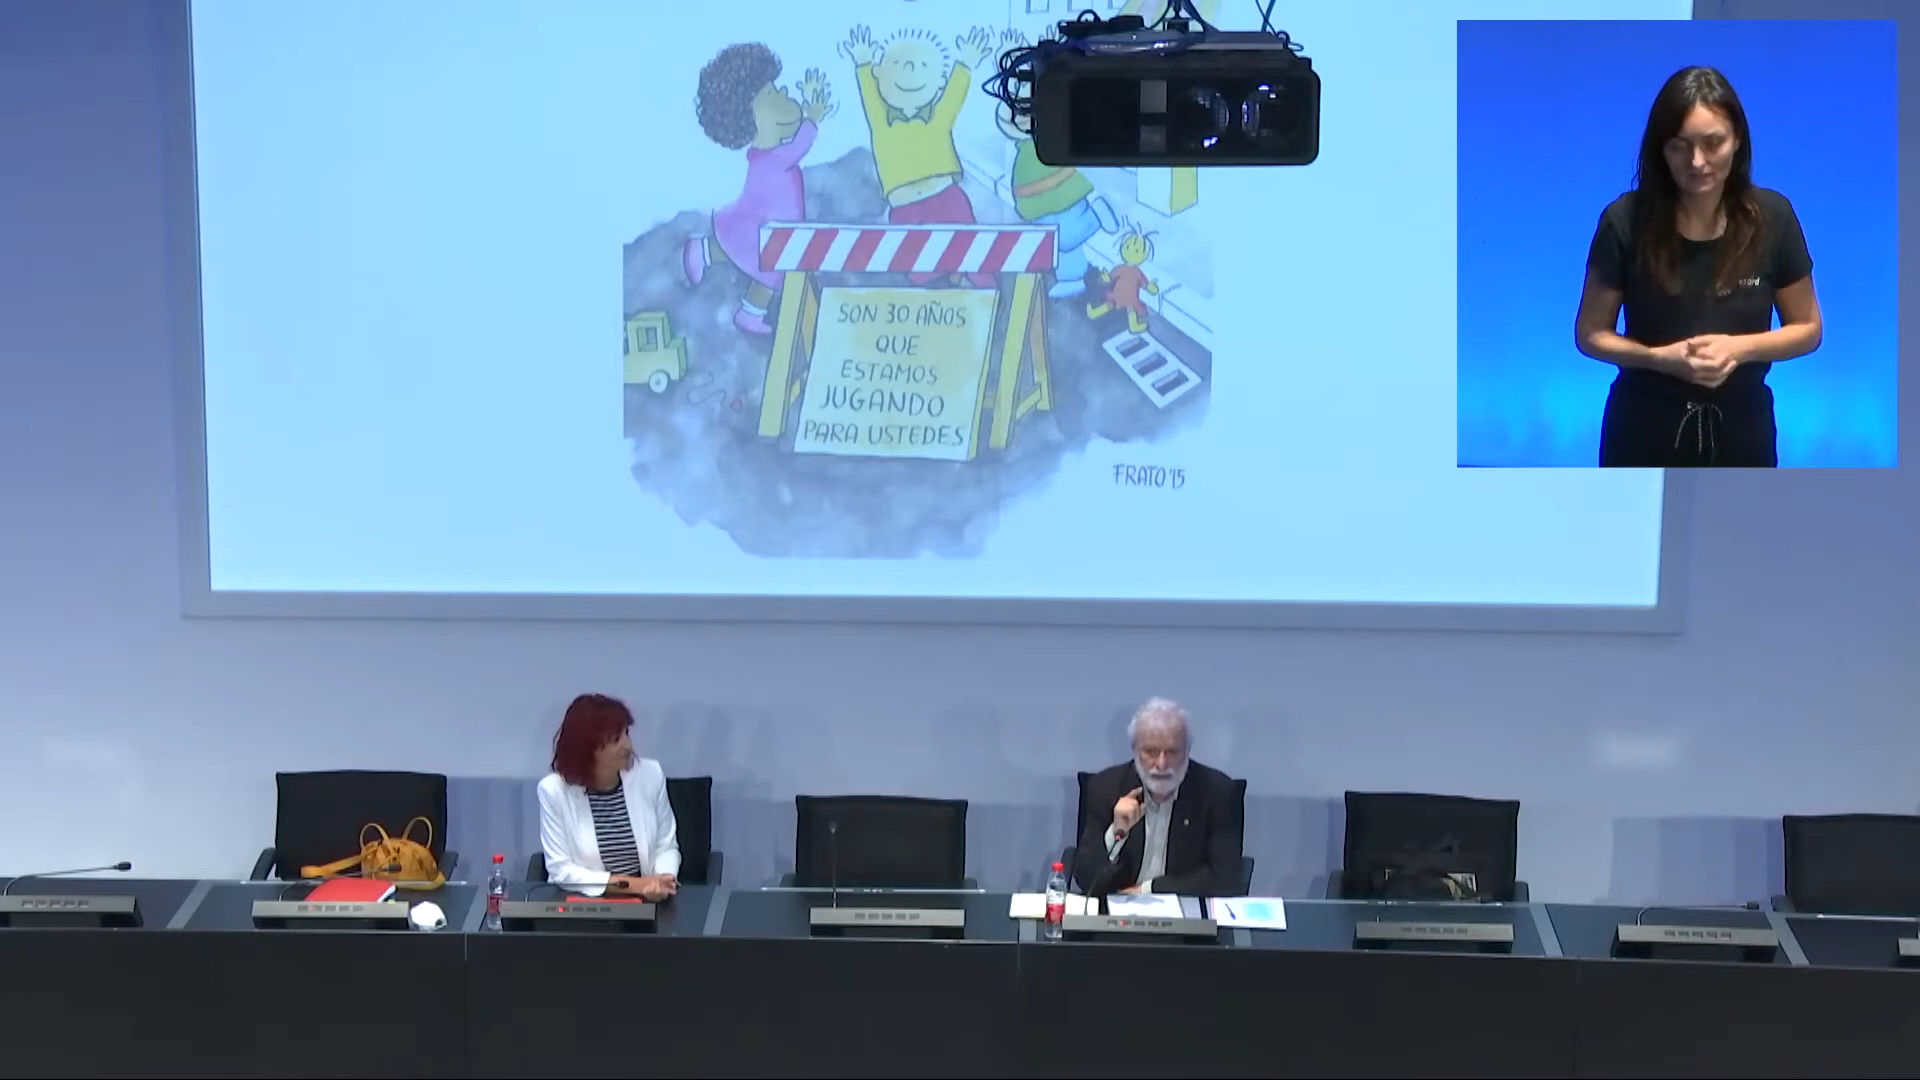 SON 30 AÑOS
QUE
ESTAMOS
JUGANDO
PARA USTEDES
FRATO '15